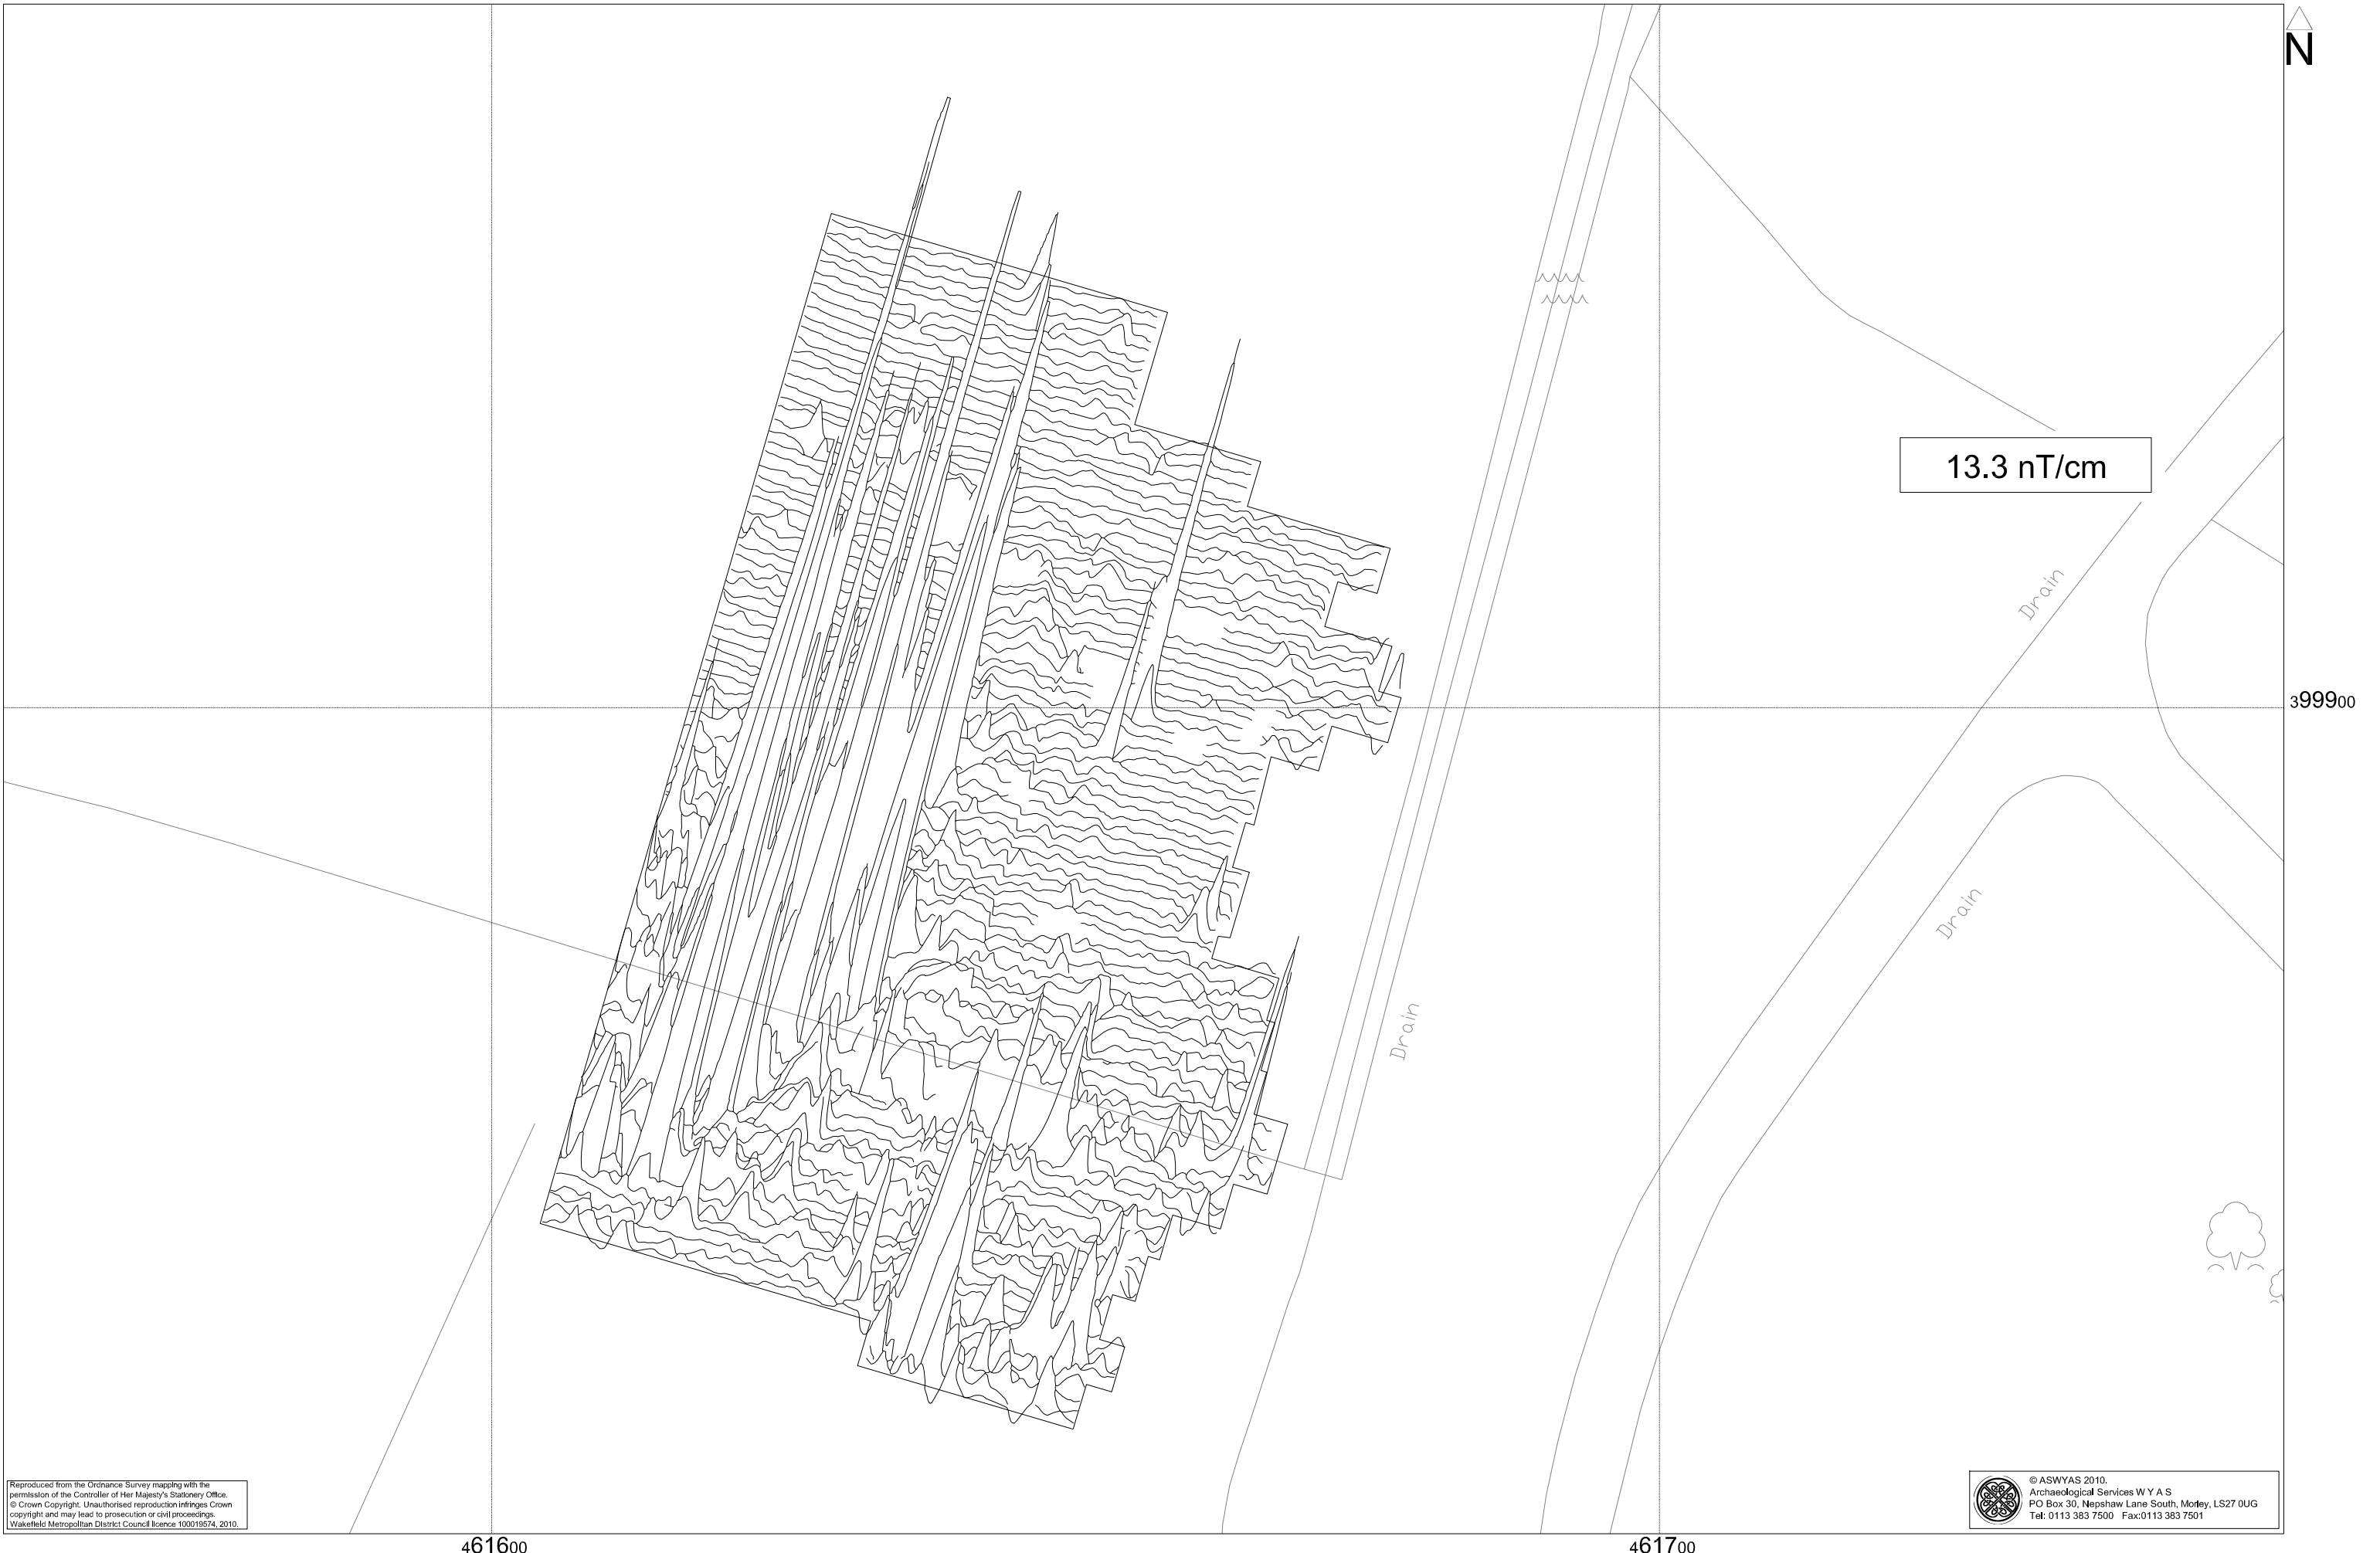 N
13.3 nT/cm
Drain
39990​0
Drain
Drain
Reproduced from the Ordnance Survey mapping with the
permission of the Controller of Her Majesty's Stationery Office.
© Crown Copyright. Unauthorised reproduction infringes Crown
copyright and may lead to prosecution or civil proceedings.
Wakefield Metropolitan District Council licence 100019574, 2010.
© ASWYAS 2010.
Archaeological Services W Y A S
PO Box 30, Nepshaw Lane South, Morley, LS27 0UG
Tel: 0113 383 7500 Fax:0113 383 7501
461600
461700